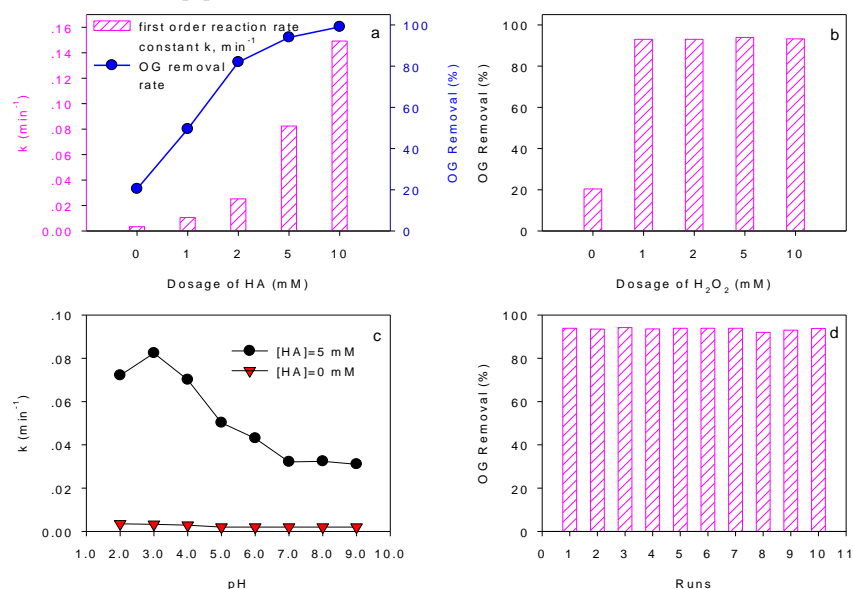 first order reaction rate
constant k, min⁻¹
OG removal
rate
a
.16
.14
.12
.10
.08
.06
.04
.02
0.00
k (min⁻¹)
100
80
60
40
20
0
OG Removal (%)
0 1 2 5 10
Dosage of HA (mM)
b
100
80
60
40
20
0
OG Removal (%)
0 1 2 5 10
Dosage of H₂O₂ (mM)
c
[HA]=5 mM
[HA]=0 mM
.10
.08
.06
.04
.02
0.00
k (min⁻¹)
1.0 2.0 3.0 4.0 5.0 6.0 7.0 8.0 9.0 10.0
pH
d
100
80
60
40
20
0
OG Removal (%)
0 1 2 3 4 5 6 7 8 9 10 11
Runs